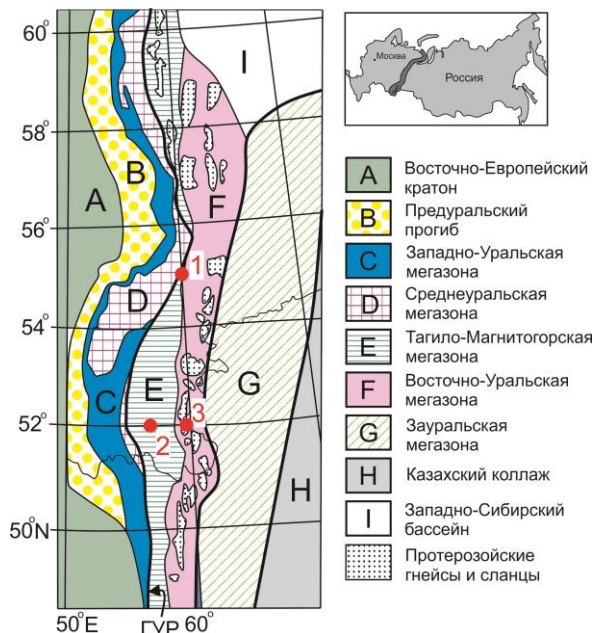 60°
58°
56°
54°
52°
50°N
50°E
ГУР
60°
A
B
C
D
E
F
G
H
I
1
2
3
Москва
Россия
A Восточно-Европейский
кратон
B Предуральский
прогиб
C Западно-Уральская
мегазона
D Среднеуральская
мегазона
E Тагило-Магнитогорская
мегазона
F Восточно-Уральская
мегазона
G Зауральская
мегазона
H Казахский коллаж
I Западно-Сибирский
бассейн
Протерозойские
гнейсы и сланцы